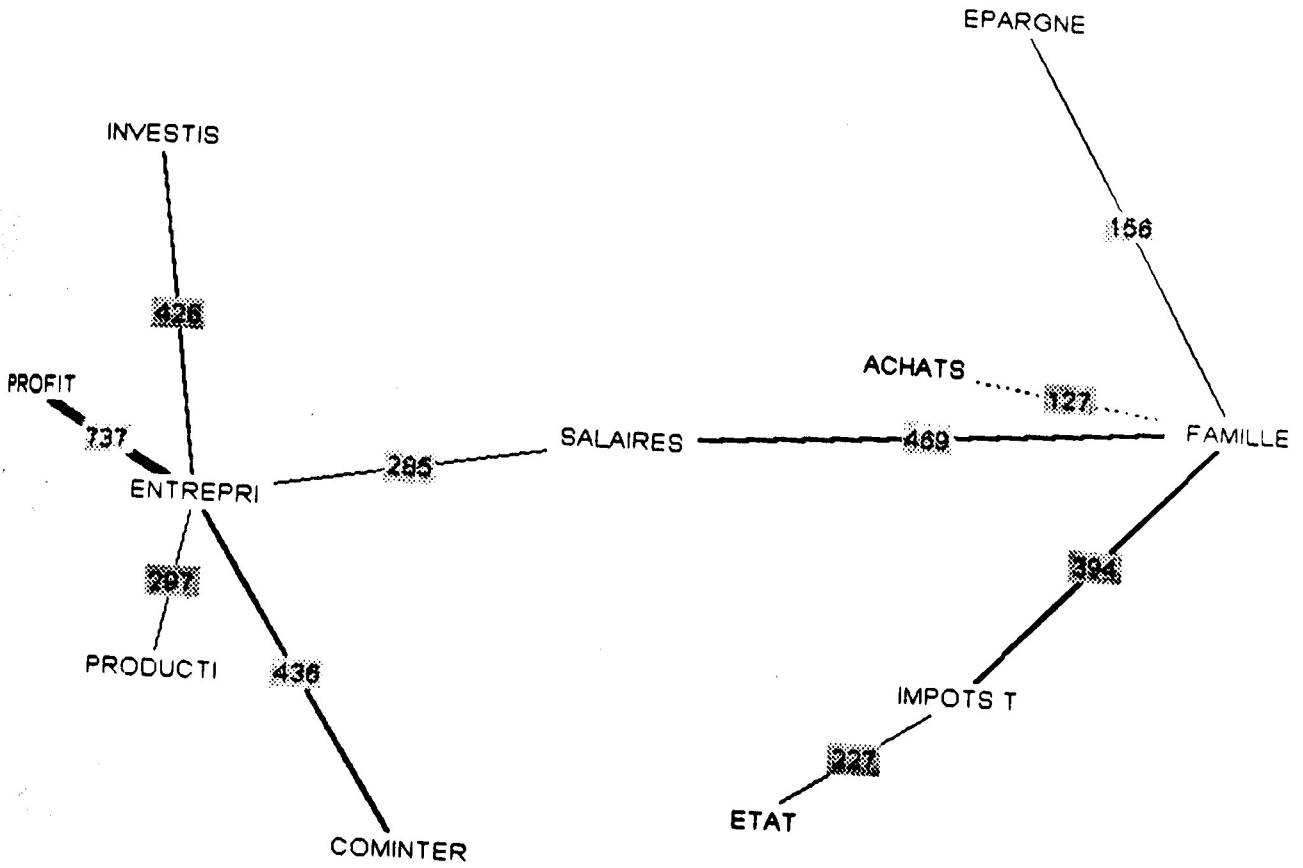 EPARGNE
INVESTIS
156
426
ACHATS
PROFIT
127
737
SALAIRES
469
FAMILLE
285
ENTREPRI
297
394
PRODUCTI
436
IMPOTS T
227
ETAT
COMINTER